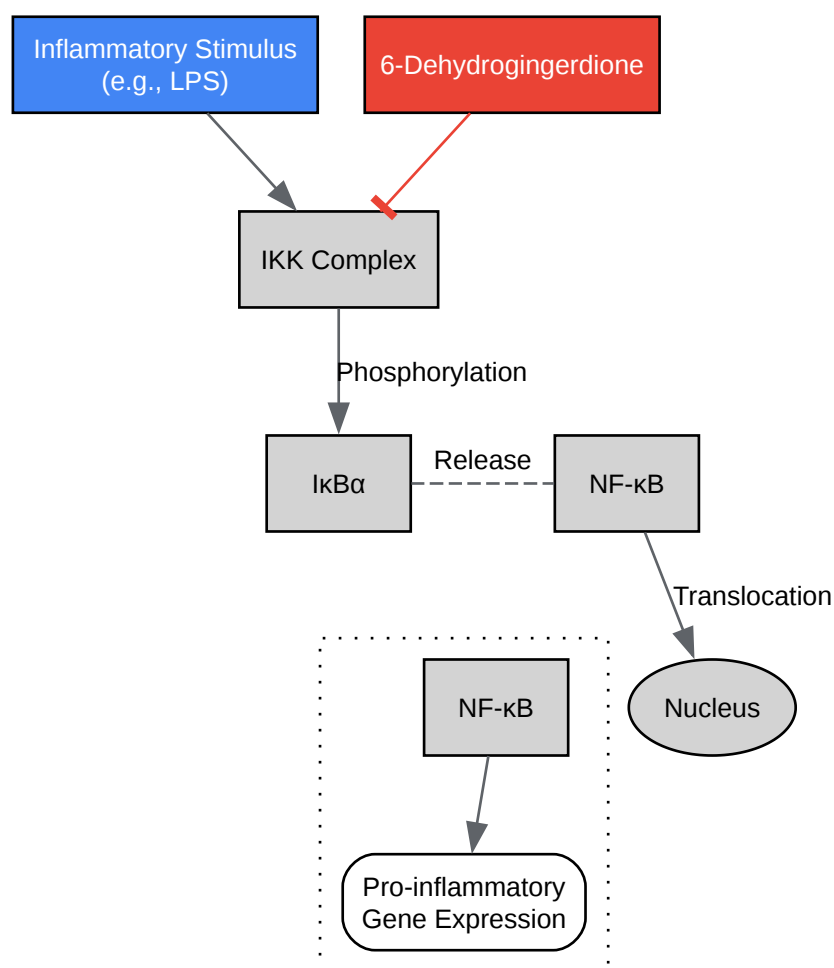 Inflammatory Stimulus
(e.g., LPS)
6-Dehydrogingerdione
IKK Complex
Phosphorylation
IκBα
Release
NF-κB
Translocation
NF-κB
Nucleus
Pro-inflammatory
Gene Expression